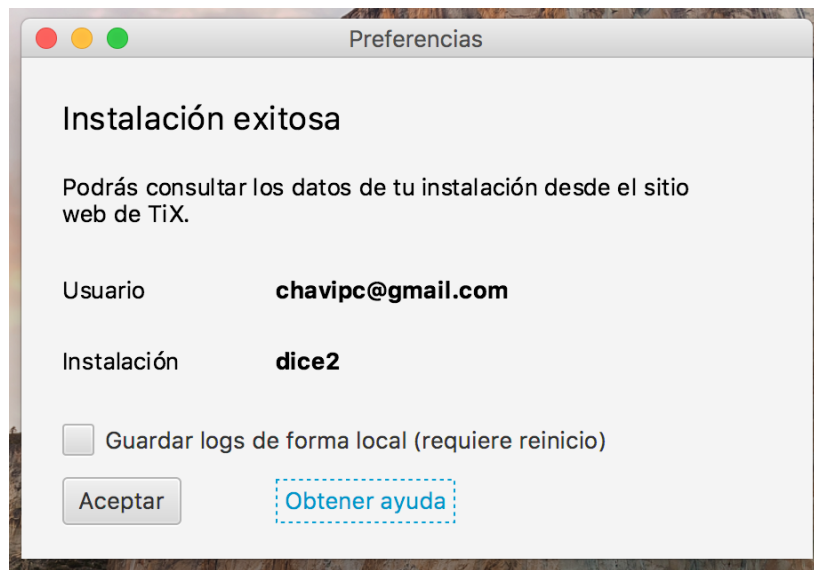 Preferencias
Instalación exitosa
Podrás consultar los datos de tu instalación desde el sitio
web de TiX.
Usuario chavipc@gmail.com
Instalación dice2
Guardar logs de forma local (requiere reinicio)
Aceptar Obtener ayuda